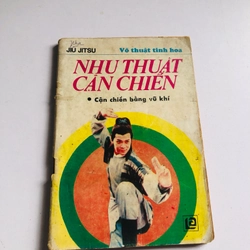 JIU JITSU
Võ thuật tinh hoa
NHU THUẬT
CẬN CHIẾN
• Cận chiến bằng vũ khí